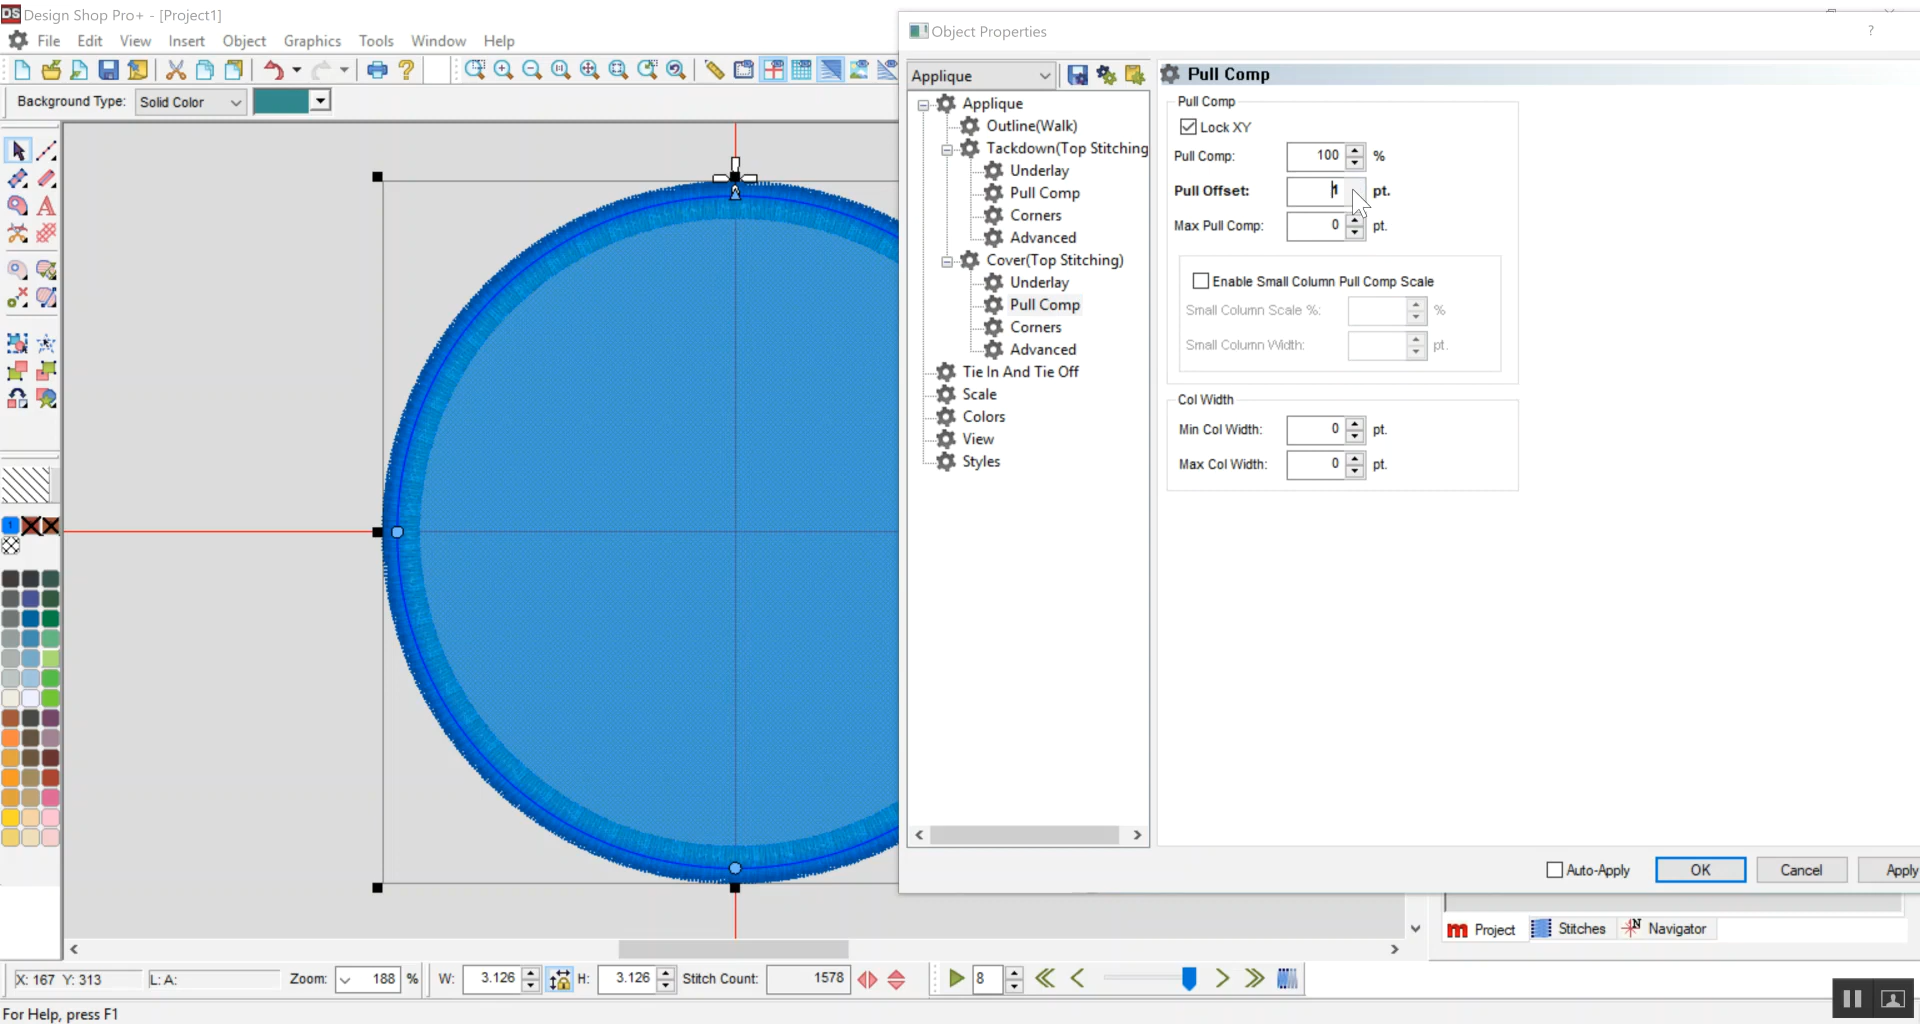 DS Design Shop Pro+ - [Project1]
File Edit View Insert Object Graphics Tools Window Help
Background Type: Solid Color
Object Properties ?
Applique
Applique
Outline(Walk)
Tackdown(Top Stitching
Underlay
Pull Comp
Corners
Advanced
Cover(Top Stitching)
Underlay
Pull Comp
Corners
Advanced
Tie In And Tie Off
Scale
Colors
View
Styles
Pull Comp
Pull Comp
Lock XY
Pull Comp: 100 %
Pull Offset: 1 pt.
Max Pull Comp: 0 pt.
Enable Small Column Pull Comp Scale
Small Column Scale %: %
Small Column Width: pt.
Col Width
Min Col Width: 0 pt.
Max Col Width: 0 pt.
Auto-Apply OK Cancel Apply
Project Stitches Navigator
X: 167 Y: 313 L: A: Zoom: 188 % W: 3.126 H: 3.126 Stitch Count: 1578 8
For Help, press F1